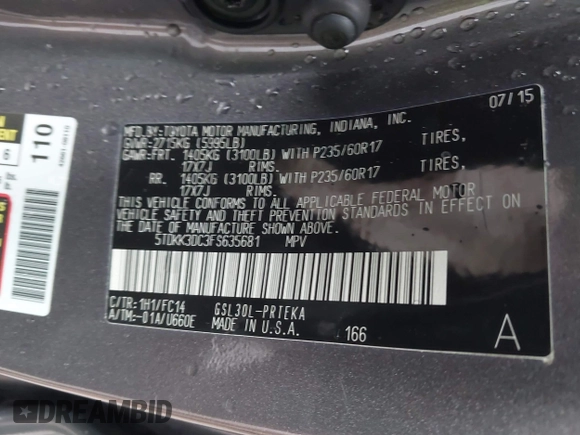 07/15
MFD.BY:TOYOTA MOTOR MANUFACTURING, INDIANA, INC.
GVWR:2715KG (5995LB)
GAWR:FRT. 1405KG (3100LB) WITH P235/60R17 TIRES,
17X7J RIMS.
RR. 1405KG (3100LB) WITH P235/60R17 TIRES,
17X7J RIMS.
THIS VEHICLE CONFORMS TO ALL APPLICABLE FEDERAL MOTOR
VEHICLE SAFETY AND THEFT PREVENTION STANDARDS IN EFFECT ON
THE DATE OF MANUFACTURE SHOWN ABOVE.
5TDKK3DC3FS635681 MPV
C/TR:1H1/FC14 GSL30L-PRTEKA
A/TM:-01A/U660E MADE IN U.S.A. 166
A
110
6
DREAMBID